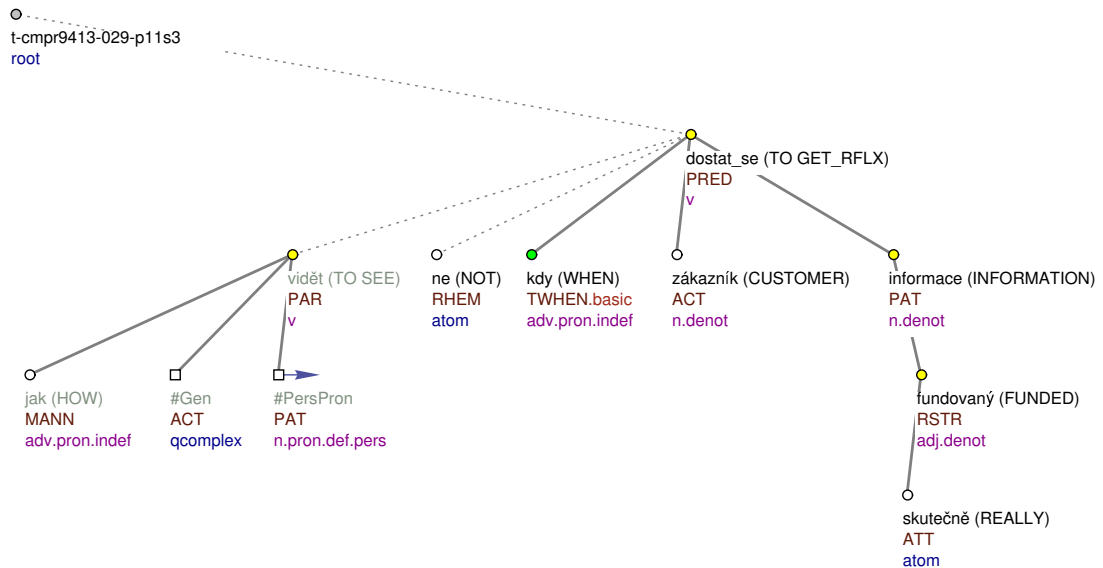 t-cmpr9413-029-p11s3
root
dostat_se (TO GET_RFLX)
PRED
v
vidět (TO SEE)
PAR
v
ne (NOT)
RHEM
atom
kdy (WHEN)
TWHEN.basic
adv.pron.indef
zákazník (CUSTOMER)
ACT
n.denot
informace (INFORMATION)
PAT
n.denot
jak (HOW)
MANN
adv.pron.indef
#Gen
ACT
qcomplex
#PersPron
PAT
n.pron.def.pers
fundovaný (FUNDED)
RSTR
adj.denot
skutečně (REALLY)
ATT
atom